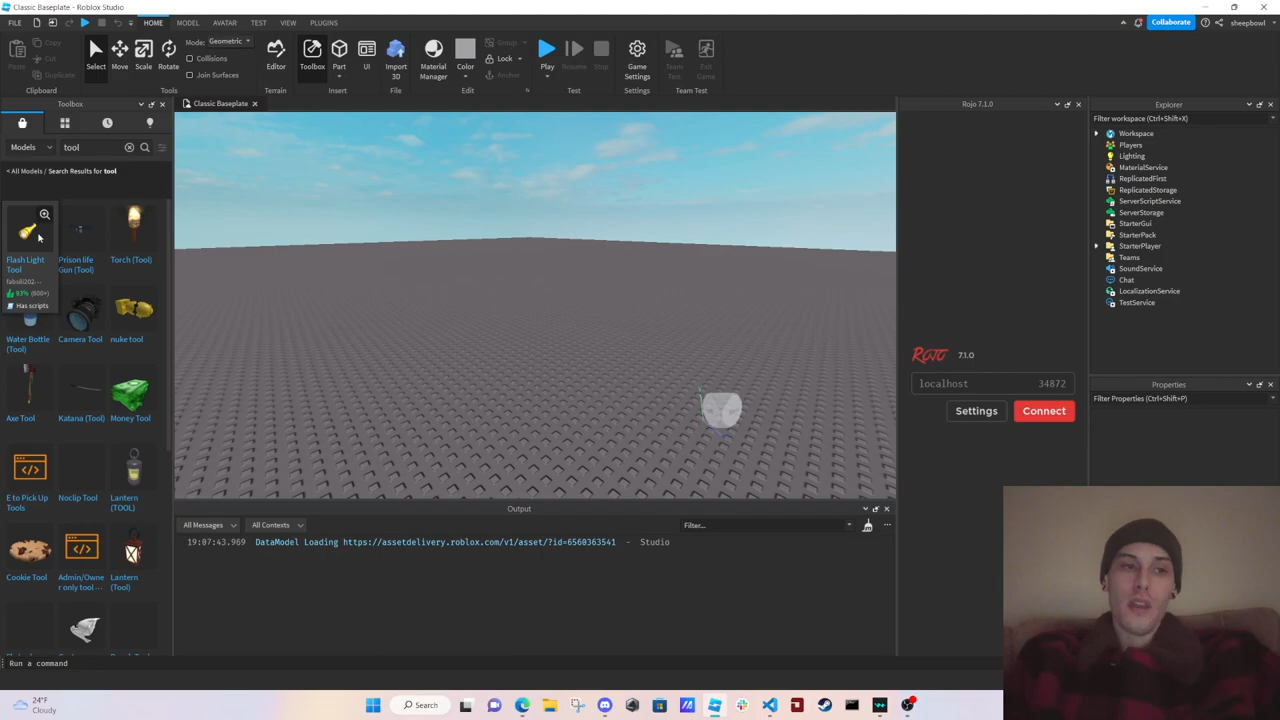 Classic Baseplate - Roblox Studio
FILE HOME MODEL AVATAR TEST VIEW PLUGINS Collaborate sheepbowl
Paste Copy Cut Duplicate Clipboard
Select Move Scale Rotate Mode: Geometric Collisions Join Surfaces Tools
Editor Terrain
Toolbox Part UI Insert
Import 3D File
Material Manager Color Group Lock Anchor Edit
Play Resume Stop Test
Game Settings Settings
Team Test Exit Game Team Test
Toolbox
Models tool
< All Models / Search Results for tool
Flash Light Tool
fabsili202...
93% (600+)
Has scripts
Prison life Gun (Tool)
Torch (Tool)
Water Bottle (Tool)
Camera Tool
nuke tool
Axe Tool
Katana (Tool)
Money Tool
E to Pick Up Tools
Noclip Tool
Lantern (TOOL)
Cookie Tool
Admin/Owner only tool ...
Lantern (Tool)
Run a command
Classic Baseplate
Output
All Messages All Contexts Filter...
19:07:43.969 DataModel Loading https://assetdelivery.roblox.com/v1/asset/?id=6560363541 - Studio
Rojo 7.1.0
ROJO 7.1.0
localhost 34872
Settings Connect
Explorer
Filter workspace (Ctrl+Shift+X)
Workspace
Players
Lighting
MaterialService
ReplicatedFirst
ReplicatedStorage
ServerScriptService
ServerStorage
StarterGui
StarterPack
StarterPlayer
Teams
SoundService
Chat
LocalizationService
TestService
Properties
Filter Properties (Ctrl+Shift+P)
24°F
Cloudy
Search